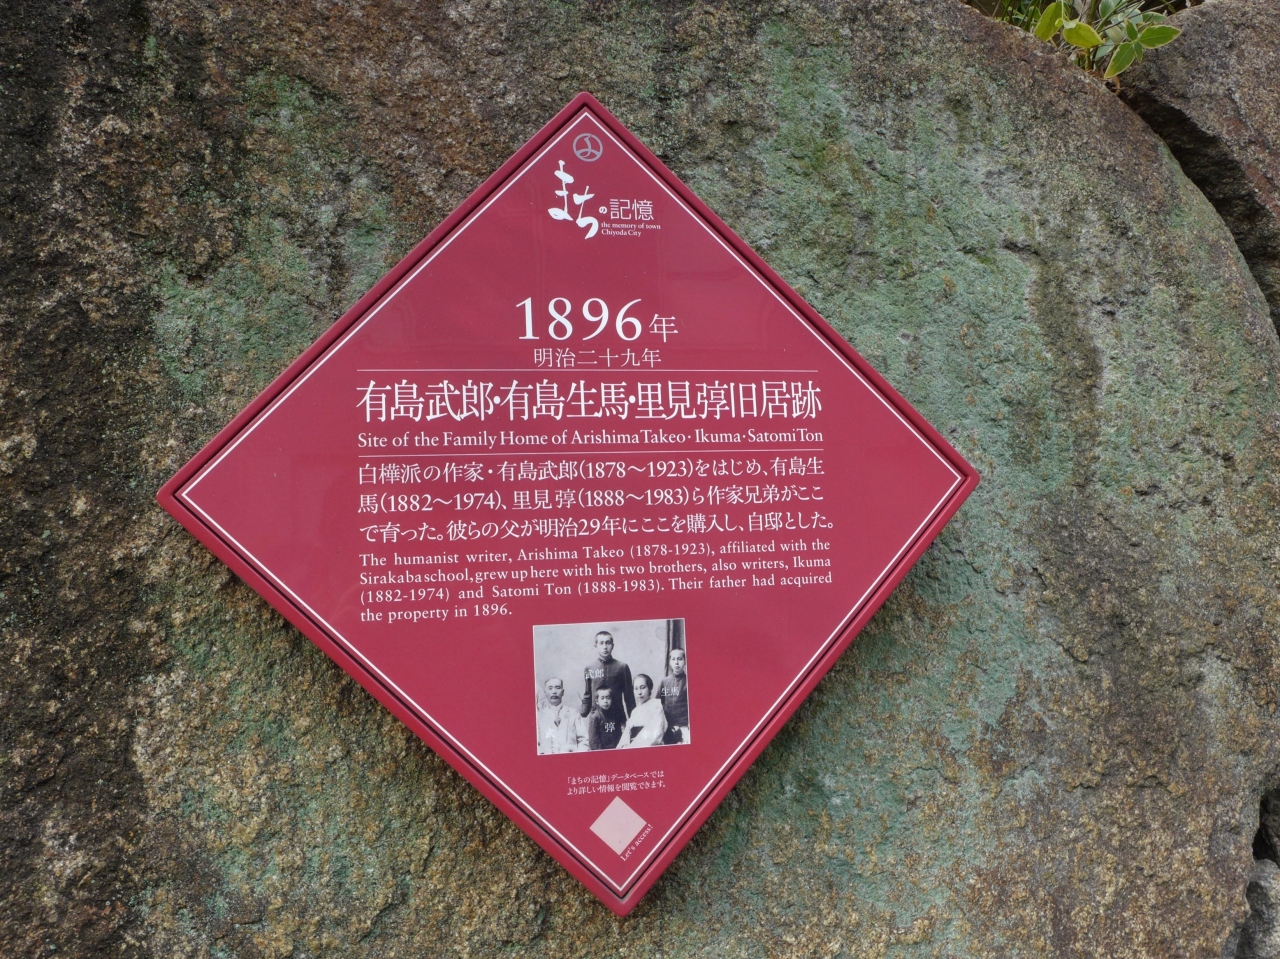 まちの記憶
the memory of town
Chiyoda City
1896年
明治二十九年
有島武郎・有島生馬・里見弴旧居跡
Site of the Family Home of Arishima Takeo・Ikuma・Satomi Ton
白樺派の作家・有島武郎(1878〜1923)をはじめ、有島生
馬(1882〜1974)、里見弴(1888〜1983)ら作家兄弟がここ
で育った。彼らの父が明治29年にここを購入し、自邸とした。
The humanist writer, Arishima Takeo (1878-1923), affiliated with the
Sirakaba school, grew up here with his two brothers, also writers, Ikuma
(1882-1974) and Satomi Ton (1888-1983). Their father had acquired
the property in 1896.
武郎
生馬
弴
「まちの記憶」データベースでは
より詳しい情報を閲覧できます。
Let's access!